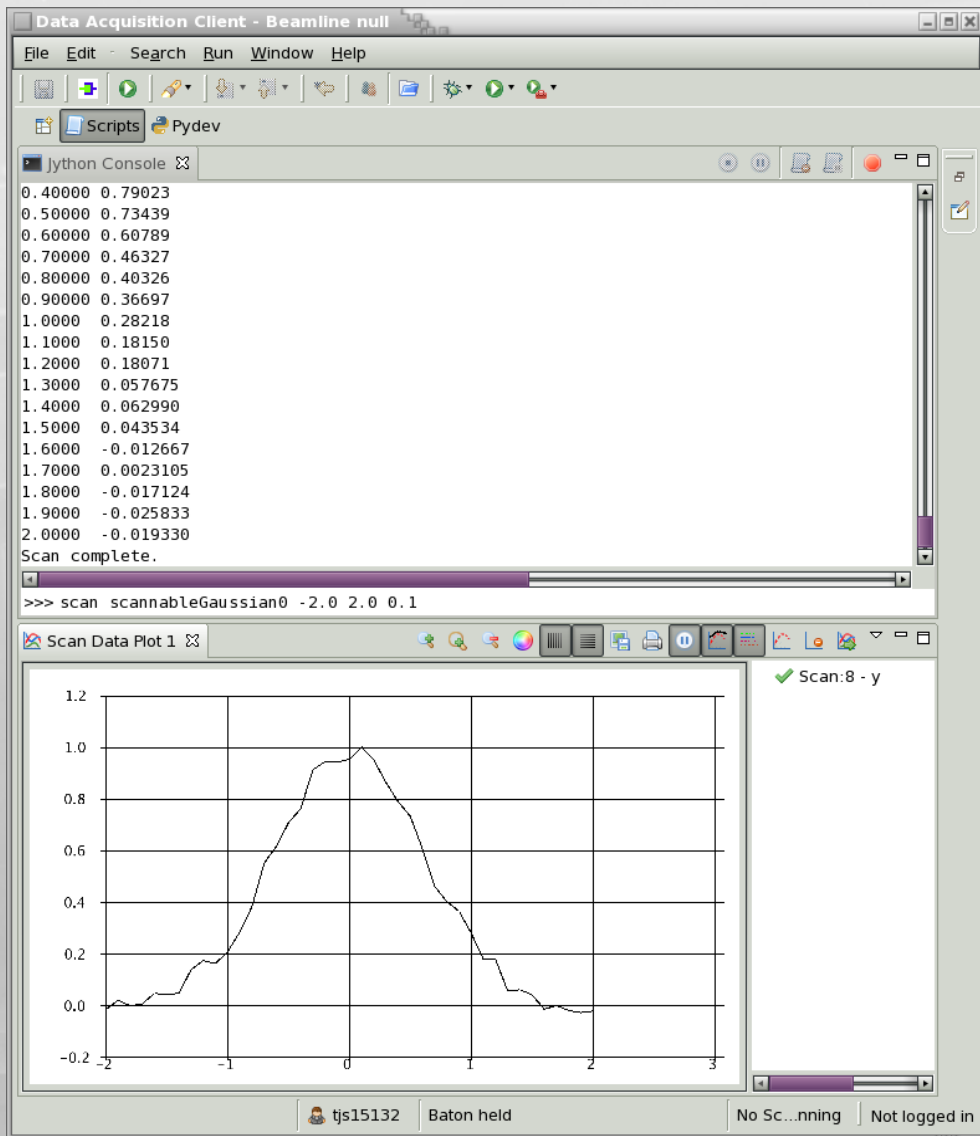 Data Acquisition Client - Beamline null
File Edit Search Run Window Help
Scripts Pydev
Jython Console
0.40000 0.79023
0.50000 0.73439
0.60000 0.60789
0.70000 0.46327
0.80000 0.40326
0.90000 0.36697
1.0000 0.28218
1.1000 0.18150
1.2000 0.18071
1.3000 0.057675
1.4000 0.062990
1.5000 0.043534
1.6000 -0.012667
1.7000 0.0023105
1.8000 -0.017124
1.9000 -0.025833
2.0000 -0.019330
Scan complete.
>>> scan scannableGaussian0 -2.0 2.0 0.1
Scan Data Plot 1
Scan:8 - y
1.2
1.0
0.8
0.6
0.4
0.2
0.0
-0.2
-2 -1 0 1 2 3
tjs15132 Baton held No Sc...nning Not logged in